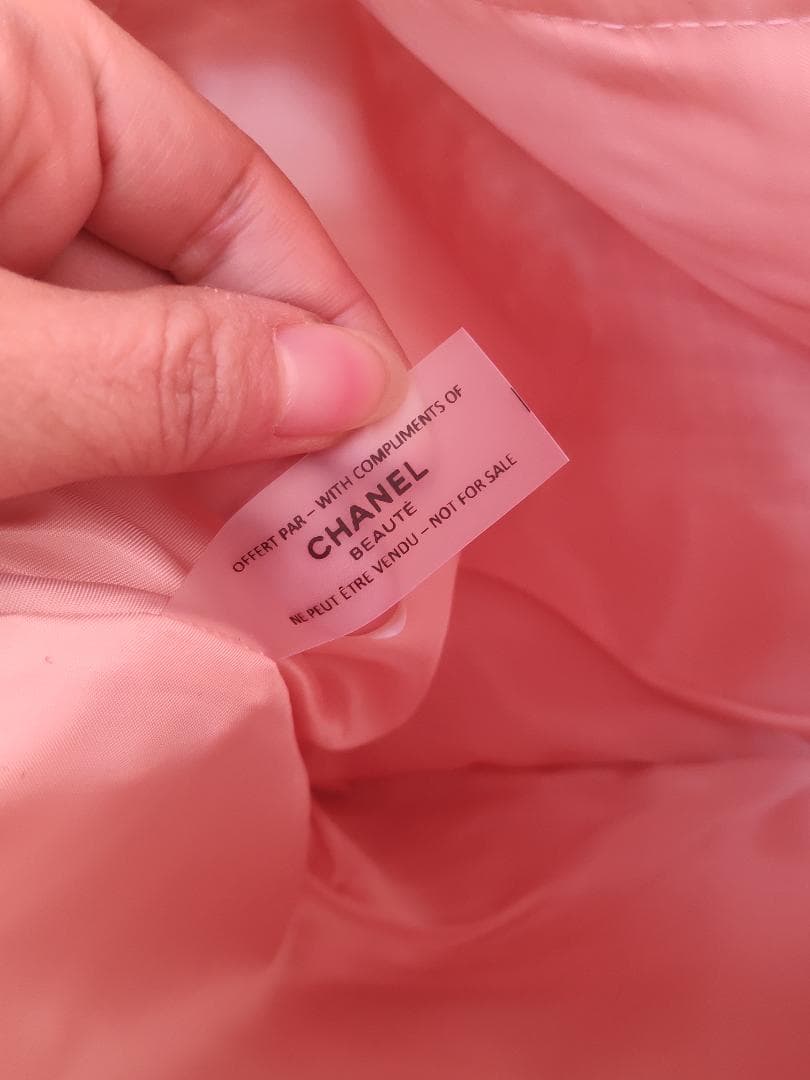 OFFERT PAR – WITH COMPLIMENTS OF
CHANEL
BEAUTÉ
NE PEUT ÊTRE VENDU – NOT FOR SALE